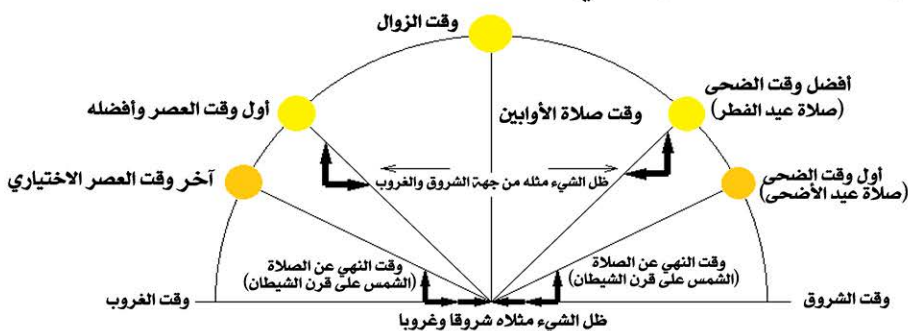 وقت الزوال
أفضل وقت الضحى
(صلاة عيد الفطر)
وقت صلاة الأوابين
أول وقت العصر وأفضله
أول وقت الضحى
(صلاة عيد الأضحى)
ظل الشيء مثله من جهة الشروق والغروب
آخر وقت العصر الاختياري
وقت النهي عن الصلاة
(الشمس على قرن الشيطان)
وقت النهي عن الصلاة
(الشمس على قرن الشيطان)
وقت الشروق
وقت الغروب
ظل الشيء مثلاه شروقا وغروبا